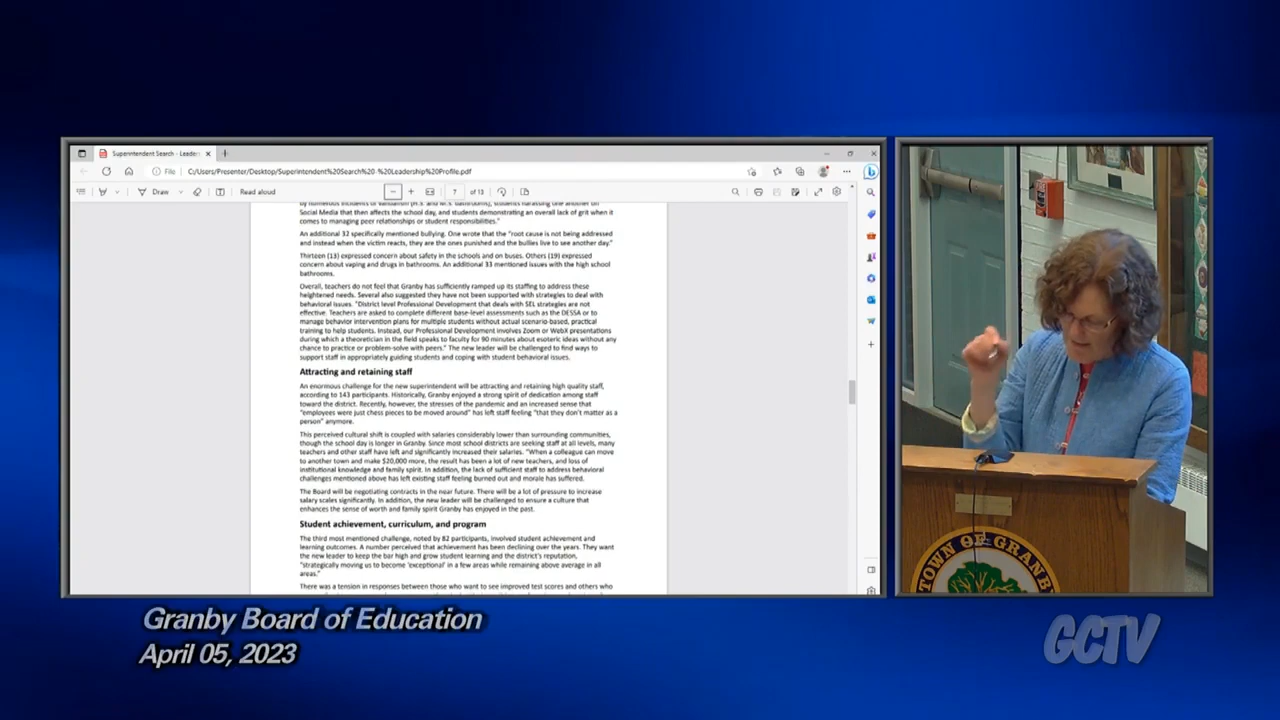 Superintendent Search - Leader
File
C:/Users/Presenter/Desktop/Superintendent%20Search%20-%20Leadership%20Profile.pdf
Draw
Read aloud
7
of 13
by numerous incidents of vandalism (H.S. and M.S. bathrooms), students harassing one another on
Social Media that then affects the school day, and students demonstrating an overall lack of grit when it
comes to managing peer relationships or student responsibilities."
An additional 32 specifically mentioned bullying. One wrote that the "root cause is not being addressed
and instead when the victim reacts, they are the ones punished and the bullies live to see another day."
Thirteen (13) expressed concern about safety in the schools and on buses. Others (19) expressed
concern about vaping and drugs in bathrooms. An additional 33 mentioned issues with the high school
bathrooms.
Overall, teachers do not feel that Granby has sufficiently ramped up its staffing to address these
heightened needs. Several also suggested they have not been supported with strategies to deal with
behavioral issues. "District level Professional Development that deals with SEL strategies are not
effective. Teachers are asked to complete different base-level assessments such as the DESSA or to
manage behavior intervention plans for multiple students without actual scenario-based, practical
training to help students. Instead, our Professional Development involves Zoom or WebX presentations
during which a theoretician in the field speaks to faculty for 90 minutes about esoteric ideas without any
chance to practice or problem-solve with peers." The new leader will be challenged to find ways to
support staff in appropriately guiding students and coping with student behavioral issues.
Attracting and retaining staff
An enormous challenge for the new superintendent will be attracting and retaining high quality staff,
according to 143 participants. Historically, Granby enjoyed a strong spirit of dedication among staff
toward the district. Recently, however, the stresses of the pandemic and an increased sense that
"employees were just chess pieces to be moved around" has left staff feeling "that they don't matter as a
person" anymore.
This perceived cultural shift is coupled with salaries considerably lower than surrounding communities,
though the school day is longer in Granby. Since most school districts are seeking staff at all levels, many
teachers and other staff have left and significantly increased their salaries. "When a colleague can move
to another town and make $20,000 more, the result has been a lot of new teachers, and loss of
institutional knowledge and family spirit. In addition, the lack of sufficient staff to address behavioral
challenges mentioned above has left existing staff feeling burned out and morale has suffered.
The Board will be negotiating contracts in the near future. There will be a lot of pressure to increase
salary scales significantly. In addition, the new leader will be challenged to ensure a culture that
enhances the sense of worth and family spirit Granby has enjoyed in the past.
Student achievement, curriculum, and program
The third most mentioned challenge, noted by 82 participants, involved student achievement and
learning outcomes. A number perceived that achievement has been declining over the years. They want
the new leader to keep the bar high and grow student learning and the district's reputation,
"strategically moving us to become 'exceptional' in a few areas while remaining above average in all
areas."
There was a tension in responses between those who want to see improved test scores and others who
TOWN OF GRANB
Granby Board of Education
April 05, 2023
GCTV